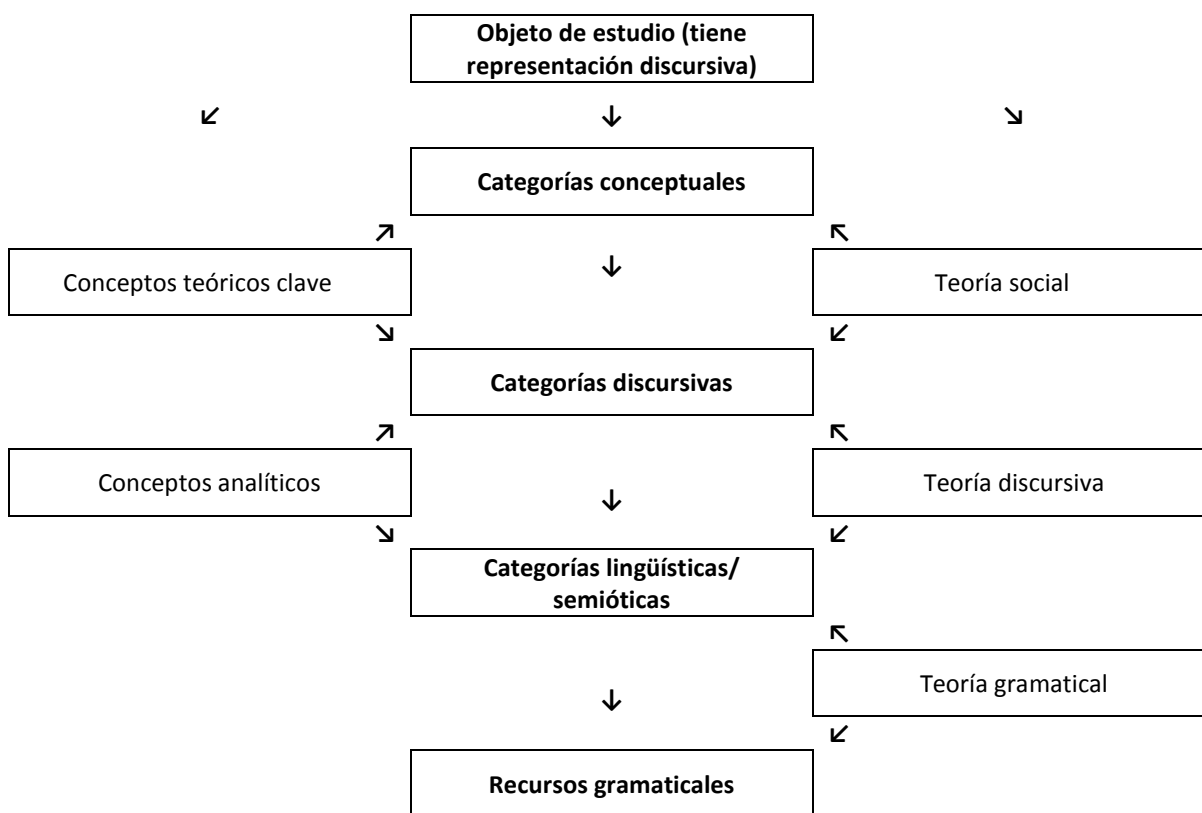 Objeto de estudio (tiene
representación discursiva)
↙ ↓ ↘
Categorías conceptuales
↗ ↖
Conceptos teóricos clave ↓ Teoría social
↘ ↙
Categorías discursivas
↗ ↖
Conceptos analíticos ↓ Teoría discursiva
↘ ↙
Categorías lingüísticas/
semióticas
↖
↓ Teoría gramatical
↙
Recursos gramaticales